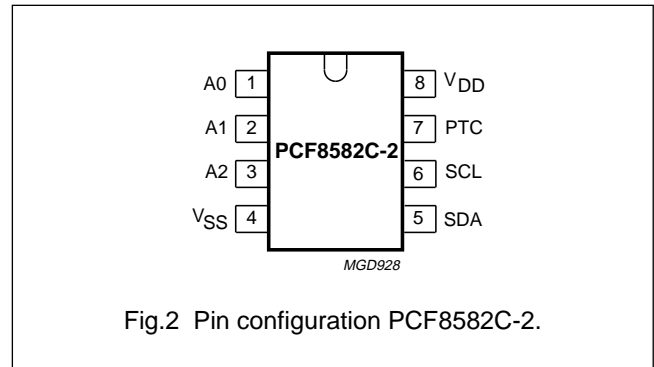 A0 1 8 VDD
A1 2 7 PTC
PCF8582C-2
A2 3 6 SCL
VSS 4 5 SDA
MGD928
Fig.2 Pin configuration PCF8582C-2.